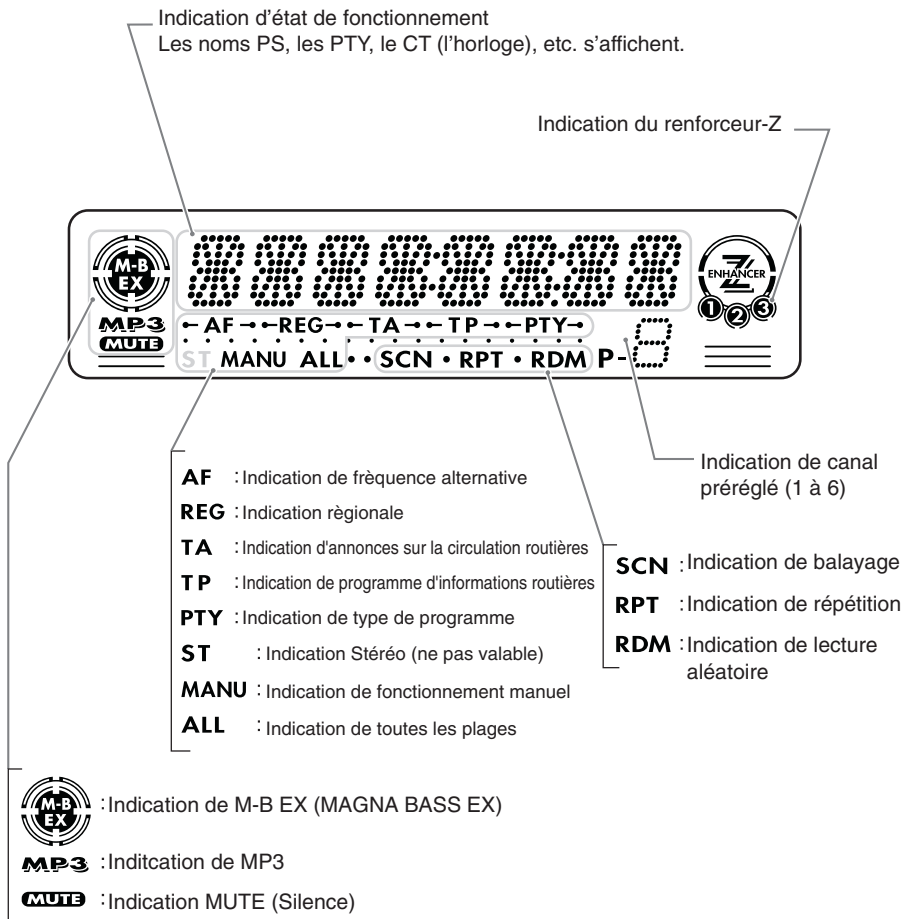 Indication d'état de fonctionnement
Les noms PS, les PTY, le CT (l'horloge), etc. s'affichent.
Indication du renforceur-Z
M-B
EX
MP3
MUTE
AF REG TA TP PTY
ST MANU ALL SCN RPT RDM P-8
Z
ENHANCER
1 2 3
Indication de canal
préréglé (1 à 6)
AF : Indication de frèquence alternative
REG : Indication règionale
TA : Indication d'annonces sur la circulation routières
TP : Indication de programme d'informations routières
PTY : Indication de type de programme
ST : Indication Stéréo (ne pas valable)
MANU : Indication de fonctionnement manuel
ALL : Indication de toutes les plages
SCN : Indication de balayage
RPT : Indication de répétition
RDM : Indication de lecture
aléatoire
M-B
EX : Indication de M-B EX (MAGNA BASS EX)
MP3 : Inditcation de MP3
MUTE : Indication MUTE (Silence)